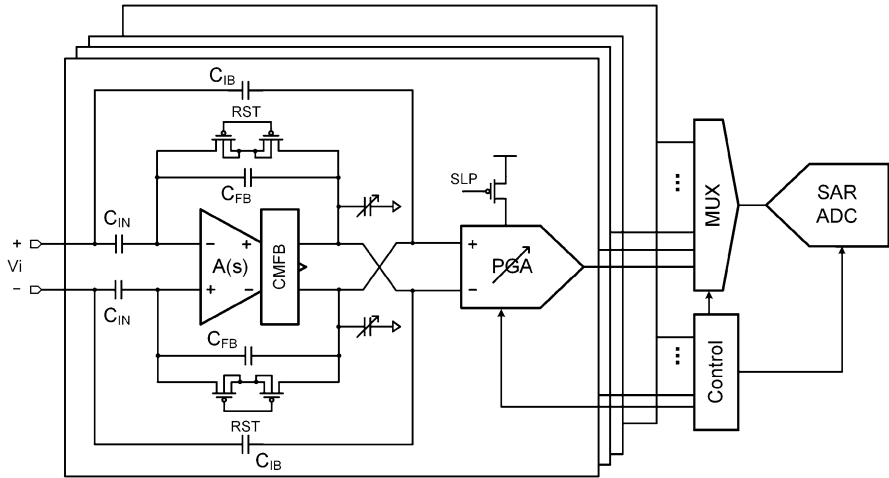 C_IB
RST
C_FB
C_IN
+
Vi
−
− +
A(s)
+ −
CMFB
C_IN
C_FB
RST
C_IB
SLP
+
PGA
−
...
MUX
SAR
ADC
...
Control